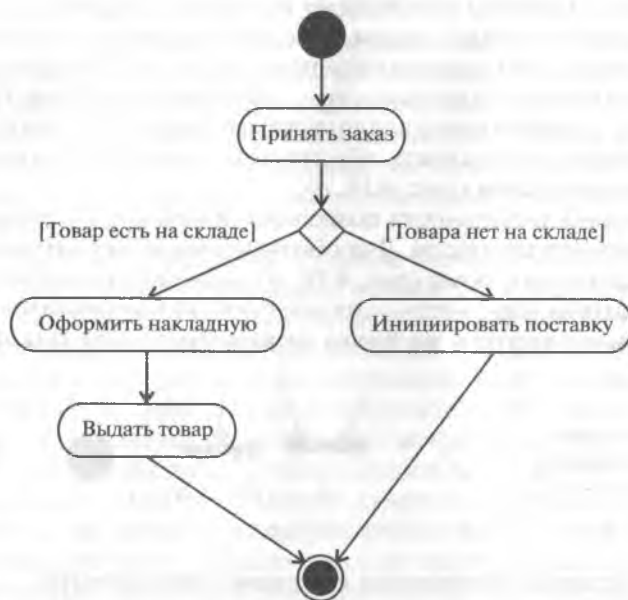 Принять заказ
[Товар есть на складе]
[Товара нет на складе]
Оформить накладную
Инициировать поставку
Выдать товар